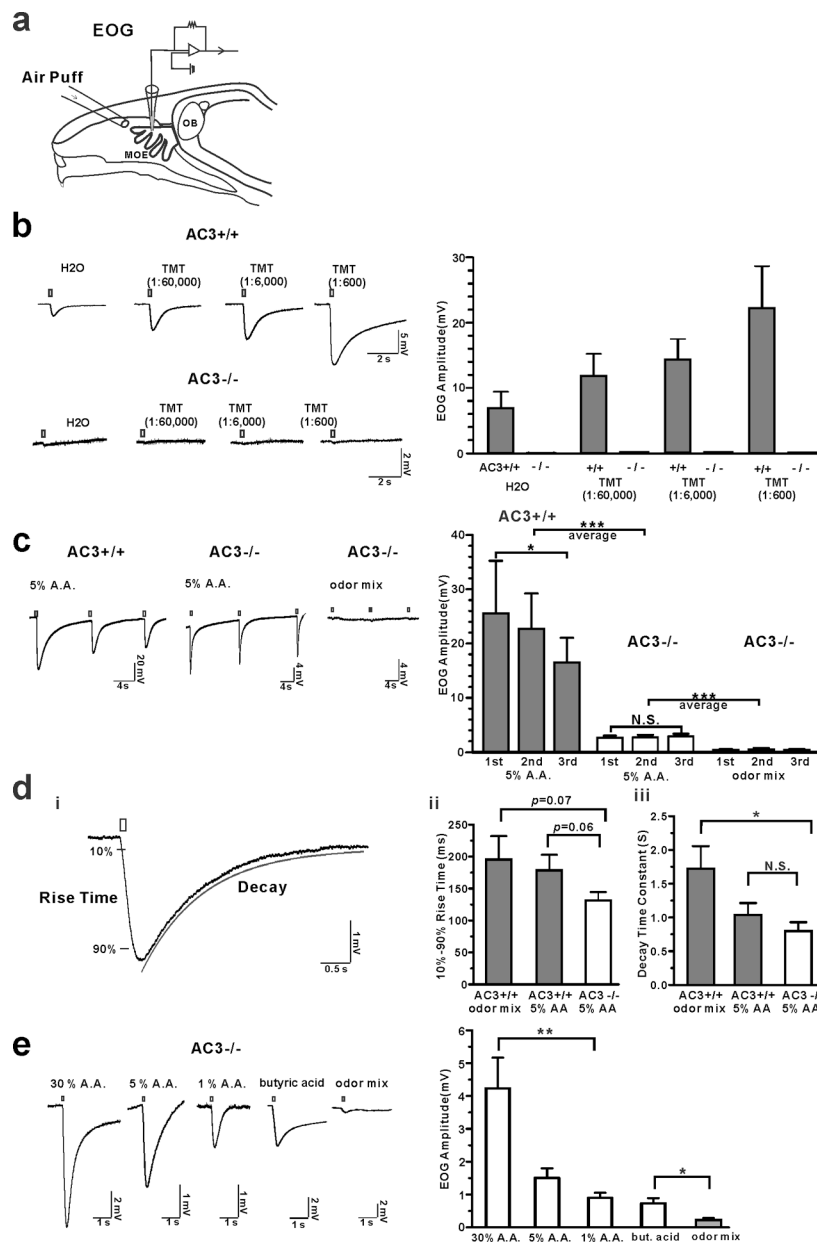 a
EOG
Air Puff
OB
MOE
b
AC3+/+
H2O
TMT
(1:60,000)
TMT
(1:6,000)
TMT
(1:600)
5 mV
2 s
AC3-/-
H2O
TMT
(1:60,000)
TMT
(1:6,000)
TMT
(1:600)
2 mV
2 s
EOG Amplitude(mV)
30
20
10
0
AC3+/+ -/- +/+ -/- +/+ -/- +/+ -/-
H2O
TMT
(1:60,000)
TMT
(1:6,000)
TMT
(1:600)
c
AC3+/+
AC3-/-
AC3-/-
5% A.A.
5% A.A.
odor mix
20 mV
4s
4 mV
4s
4 mV
4s
AC3+/+
EOG Amplitude(mV)
40
30
20
10
0
***
average
*
AC3-/-
AC3-/-
***
average
N.S.
1st 2nd 3rd 1st 2nd 3rd 1st 2nd 3rd
5% A.A.
5% A.A.
odor mix
d
i
10%
Rise Time
90%
Decay
1 mV
0.5 s
ii
10%-90% Rise Time (ms)
250
200
150
100
50
0
p=0.07
p=0.06
AC3+/+ AC3+/+ AC3 -/-
odor mix 5% AA 5% AA
iii
Decay Time Constant (S)
2.5
2.0
1.5
1.0
0.5
0.0
*
N.S.
AC3+/+ AC3+/+ AC3 -/-
odor mix 5% AA 5% AA
e
AC3-/-
30% A.A. 5% A.A. 1% A.A. butyric acid odor mix
2 mV
1 s
1 mV
1 s
1 mV
1 s
2 mV
1 s
2 mV
1 s
EOG Amplitude(mV)
6
5
4
3
2
1
0
**
*
30% A.A. 5% A.A. 1% A.A. but. acid odor mix